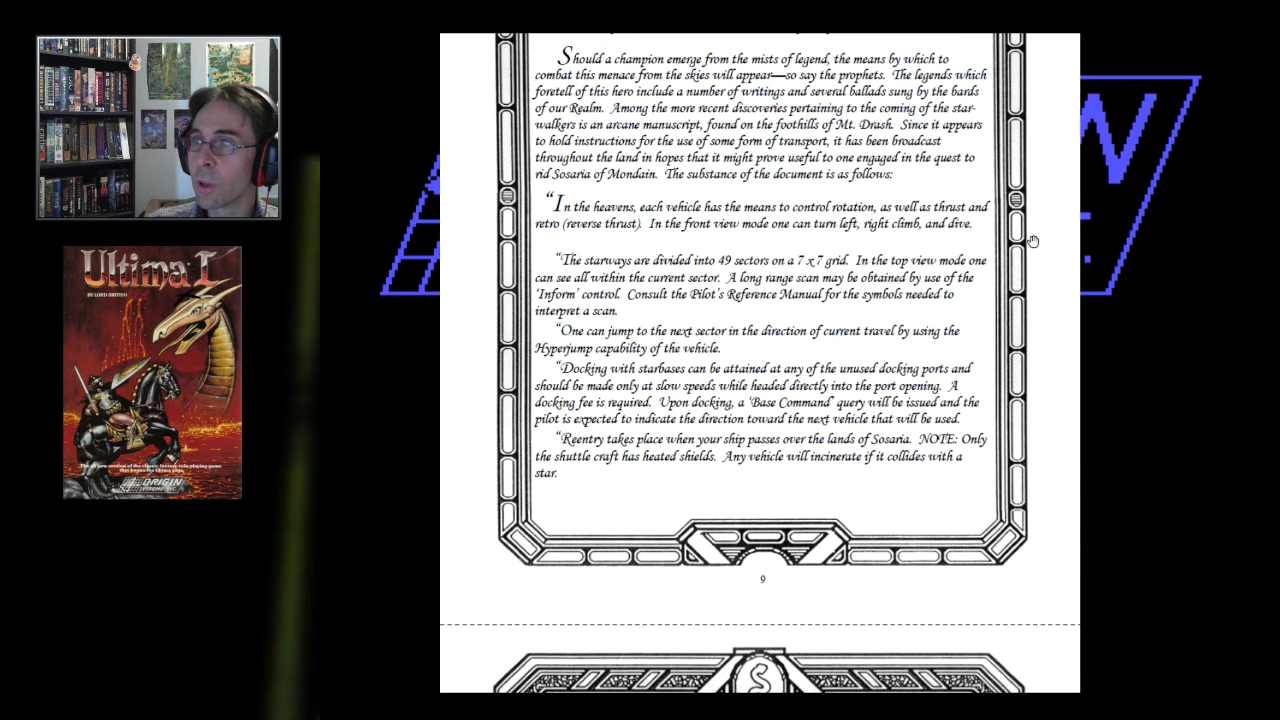 Should a champion emerge from the mists of legend, the means by which to
combat this menace from the skies will appear—so say the prophets. The legends which
foretell of this hero include a number of writings and several ballads sung by the bards
of our Realm. Among the more recent discoveries pertaining to the coming of the star-
walkers is an arcane manuscript, found on the foothills of Mt. Drash. Since it appears
to hold instructions for the use of some form of transport, it has been broadcast
throughout the land in hopes that it might prove useful to one engaged in the quest to
rid Sosaria of Mondain. The substance of the document is as follows:
“In the heavens, each vehicle has the means to control rotation, as well as thrust and
retro (reverse thrust). In the front view mode one can turn left, right climb, and dive.
“The starways are divided into 49 sectors on a 7 x 7 grid. In the top view mode one
can see all within the current sector. A long range scan may be obtained by use of the
‘Inform’ control. Consult the Pilot’s Reference Manual for the symbols needed to
interpret a scan.
“One can jump to the next sector in the direction of current travel by using the
Hyperjump capability of the vehicle.
“Docking with starbases can be attained at any of the unused docking ports and
should be made only at slow speeds while headed directly into the port opening. A
docking fee is required. Upon docking, a ‘Base Command’ query will be issued and the
pilot is expected to indicate the direction toward the next vehicle that will be used.
“Reentry takes place when your ship passes over the lands of Sosaria. NOTE: Only
the shuttle craft has heated shields. Any vehicle will incinerate if it collides with a
star.
9
S
Ultima I
BY LORD BRITISH
ORIGIN
SYSTEMS INC.